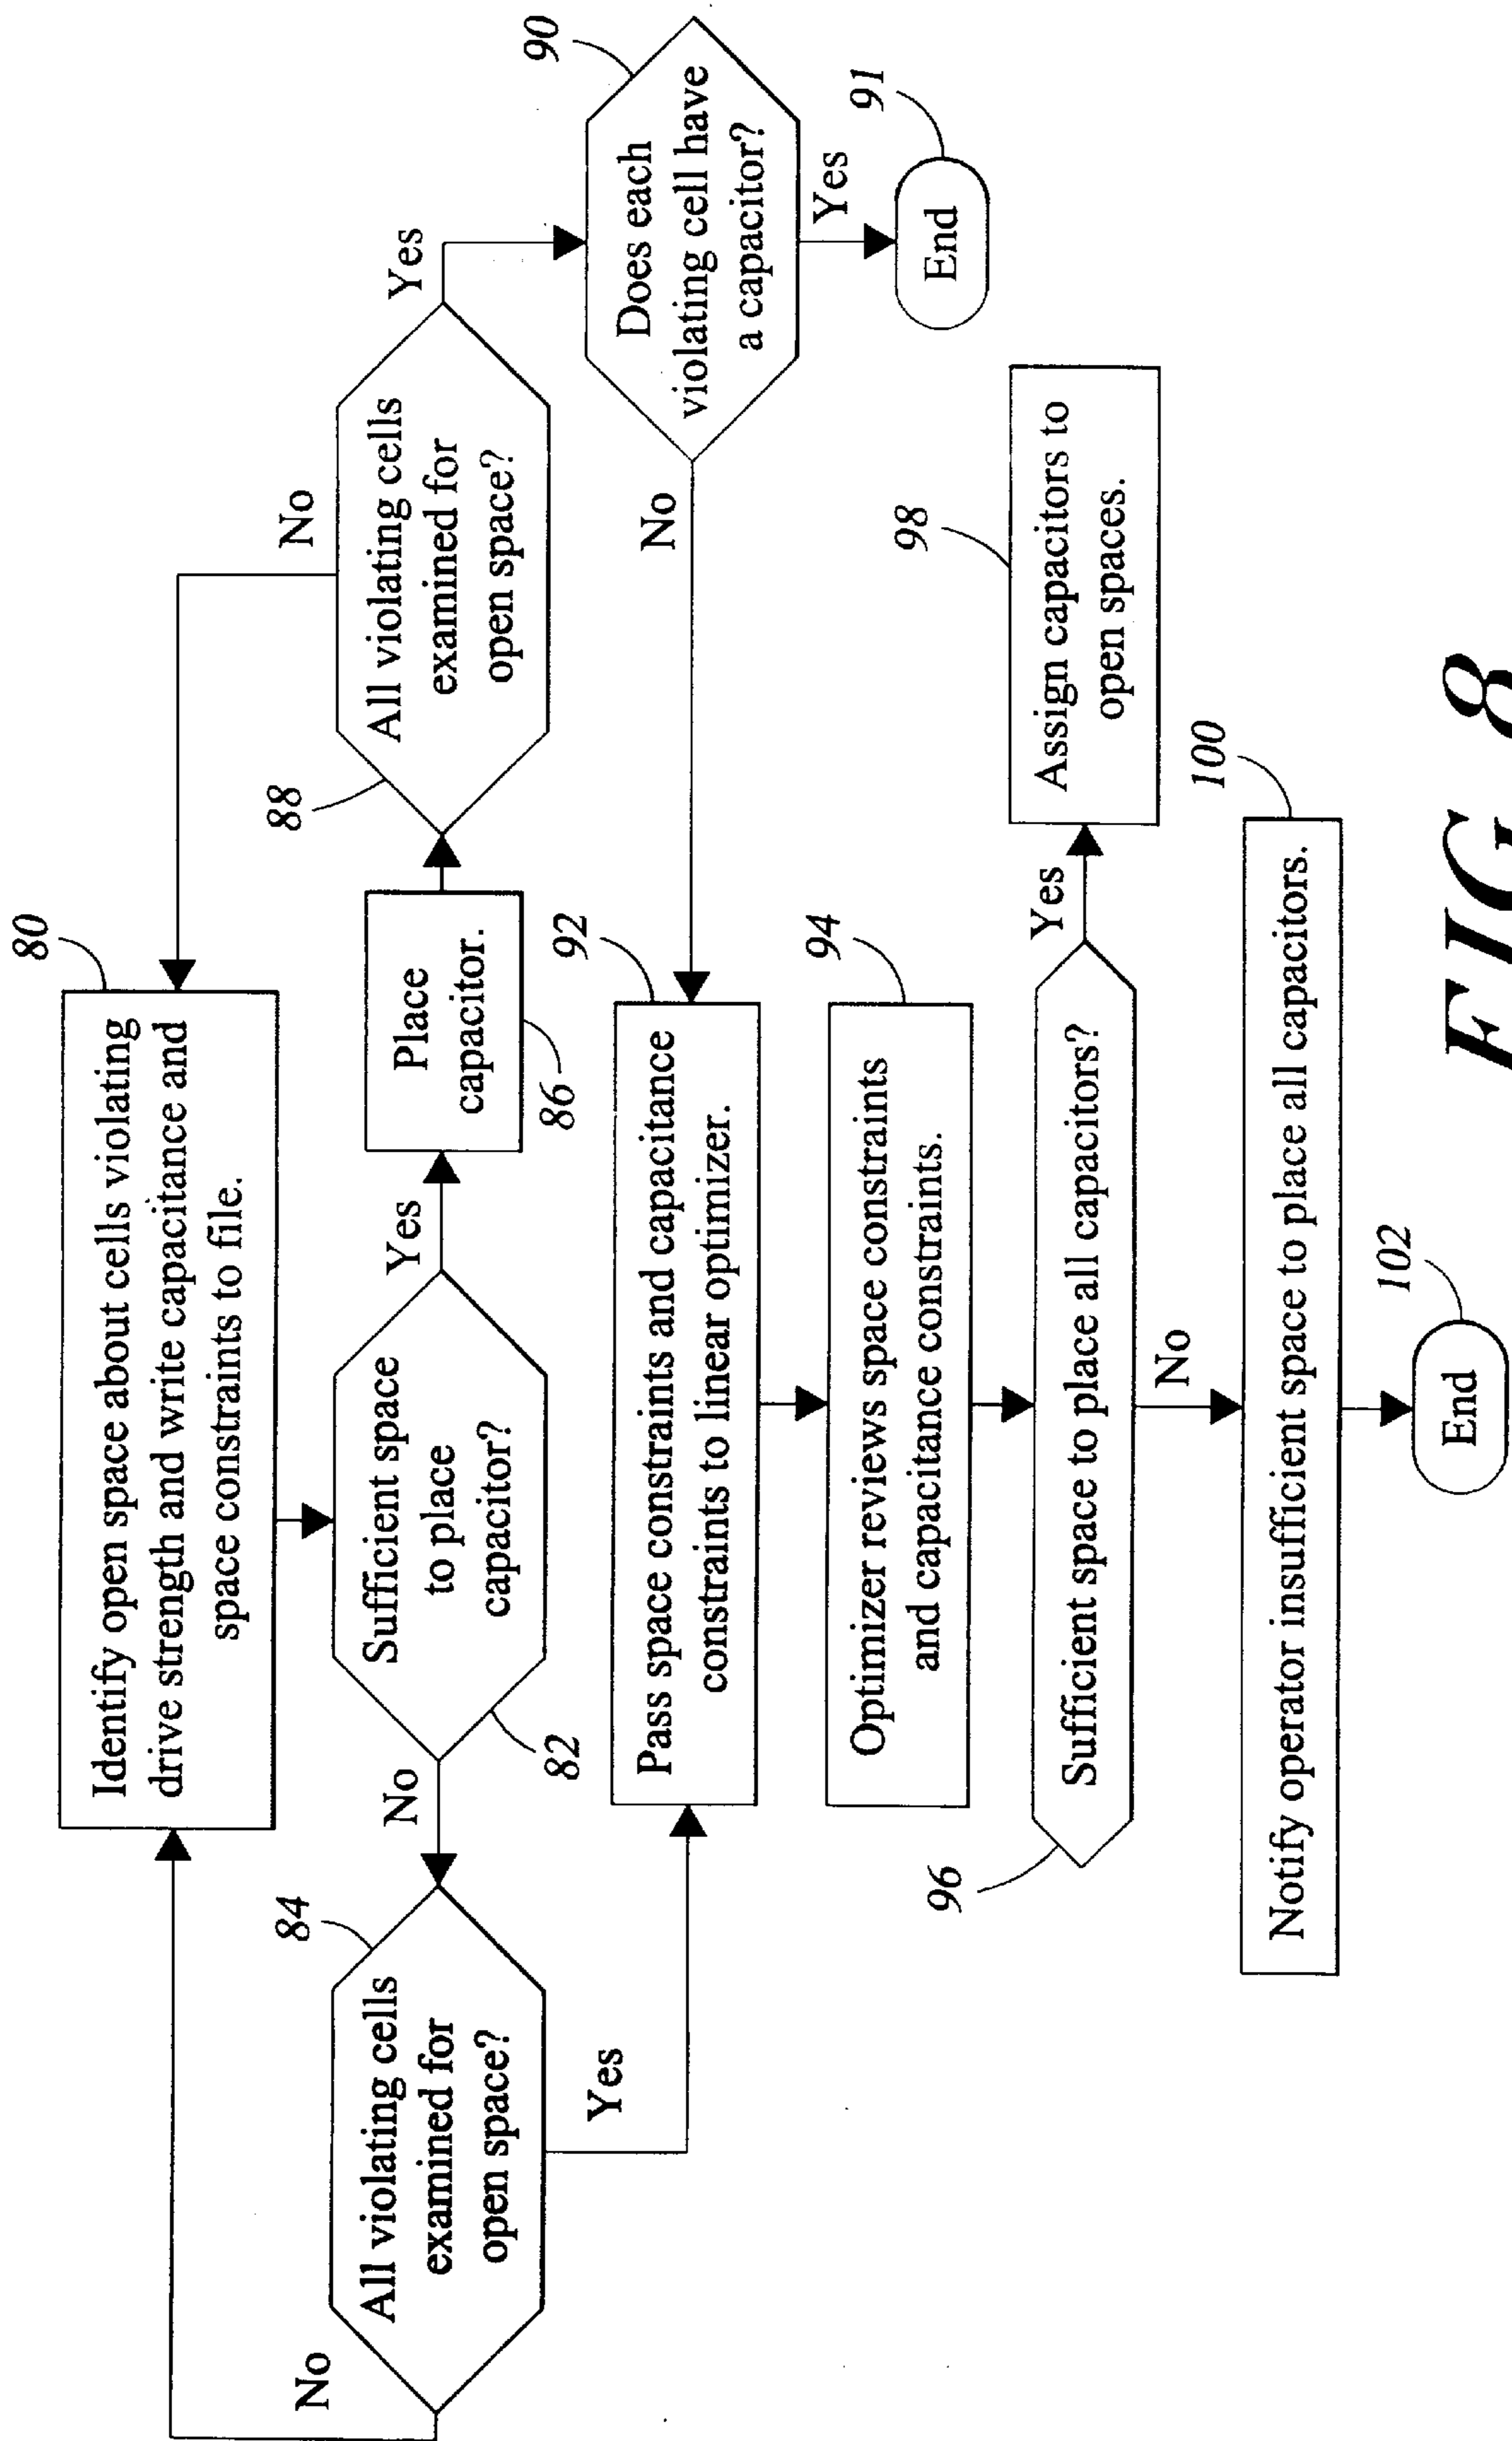 80
Identify open space about cells violating
drive strength and write capacitance and
space constraints to file.
No
No
84
All violating cells
examined for
open space?
Yes
No
82
Sufficient space
to place
capacitor?
Yes
Place
capacitor.
86
88
All violating cells
examined for
open space?
Yes
90
Does each
violating cell have
a capacitor?
No
Yes
91
End
92
Pass space constraints and capacitance
constraints to linear optimizer.
94
Optimizer reviews space constraints
and capacitance constraints.
96
Sufficient space to place all capacitors?
Yes
98
Assign capacitors to
open spaces.
No
100
Notify operator insufficient space to place all capacitors.
102
End
FIG 8